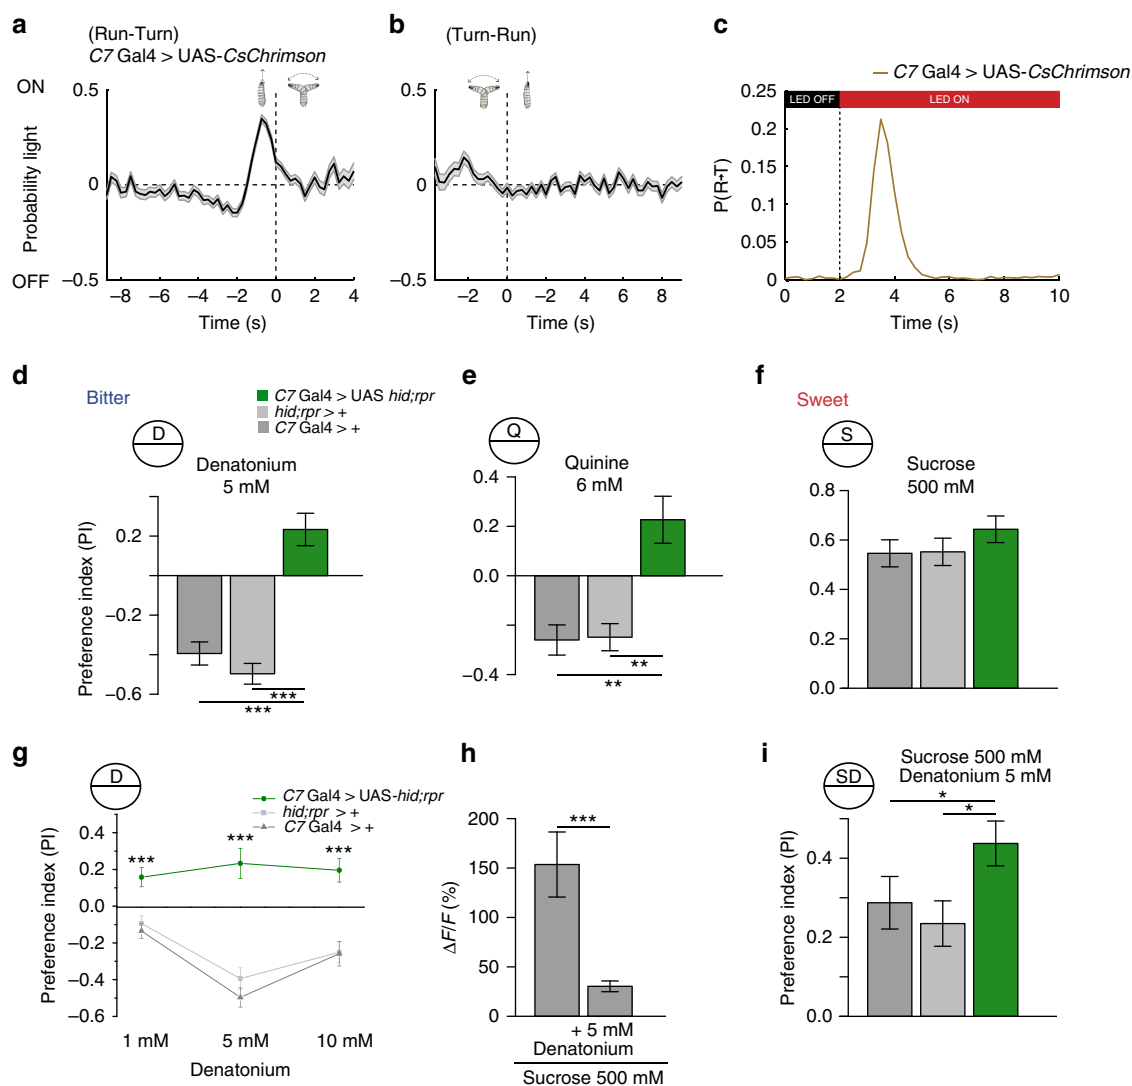 a
(Run-Turn)
C7 Gal4 > UAS-CsChrimson
ON
0.5
Probability light
0
OFF
–0.5
–8 –6 –4 –2 0 2 4
Time (s)
b
(Turn-Run)
0.5
0
–0.5
–2 0 –2 4 6 8
Time (s)
c
C7 Gal4 > UAS-CsChrimson
LED OFF LED ON
P(R-T)
0.25
0.2
0.15
0.1
0.05
0
0 2 4 6 8 10
Time (s)
d
Bitter
C7 Gal4 > UAS hid;rpr
hid;rpr > +
C7 Gal4 > +
D
Denatonium
5 mM
Preference index (PI)
0.2
–0.2
–0.6
***
***
e
Q
Quinine
6 mM
0.4
0.2
0.0
–0.4
**
**
f
Sweet
S
Sucrose
500 mM
0.8
0.6
0.4
0.2
0.0
g
D
C7 Gal4 > UAS-hid;rpr
hid;rpr > +
C7 Gal4 > +
Preference index (PI)
0.4
0.2
0.0
–0.2
–0.4
–0.6
*** *** ***
1 mM 5 mM 10 mM
Denatonium
h
***
ΔF/F (%)
200
150
100
50
0
+ 5 mM
Denatonium
Sucrose 500 mM
i
SD
Sucrose 500 mM
Denatonium 5 mM
*
*
Preference index (PI)
0.4
0.2
0.0